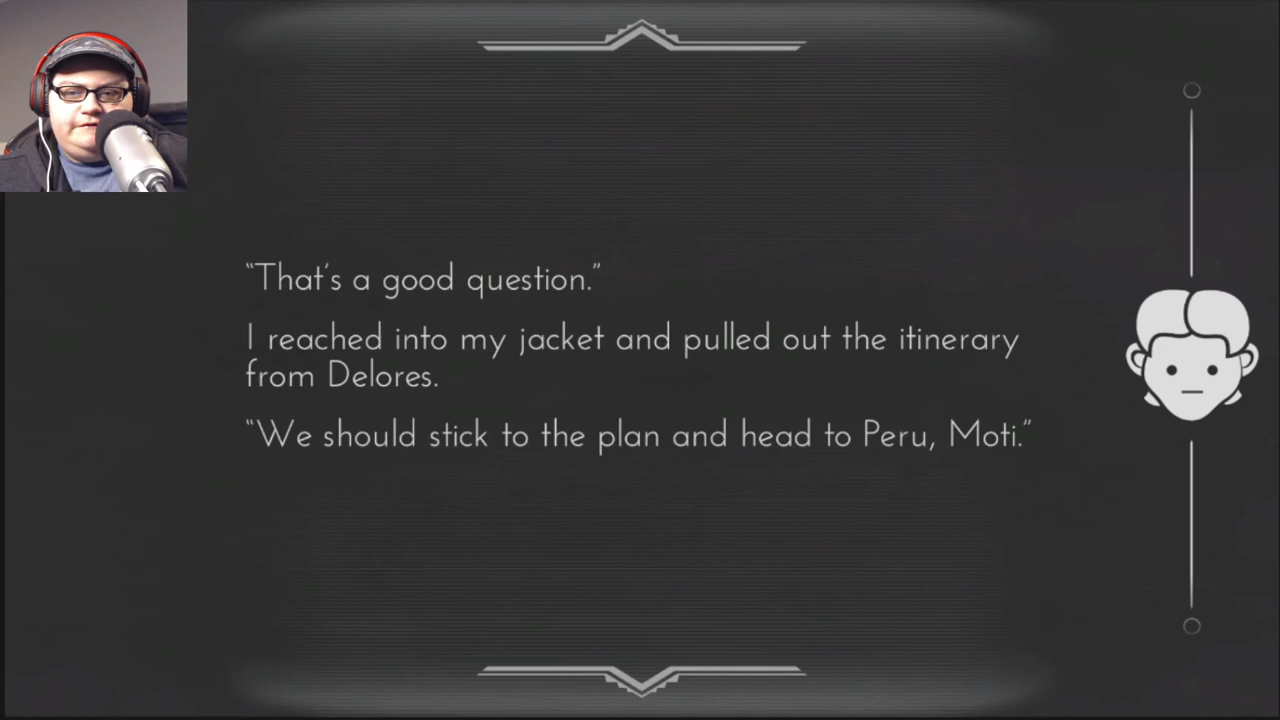 “That's a good question.”
I reached into my jacket and pulled out the itinerary
from Delores.
“We should stick to the plan and head to Peru, Moti.”